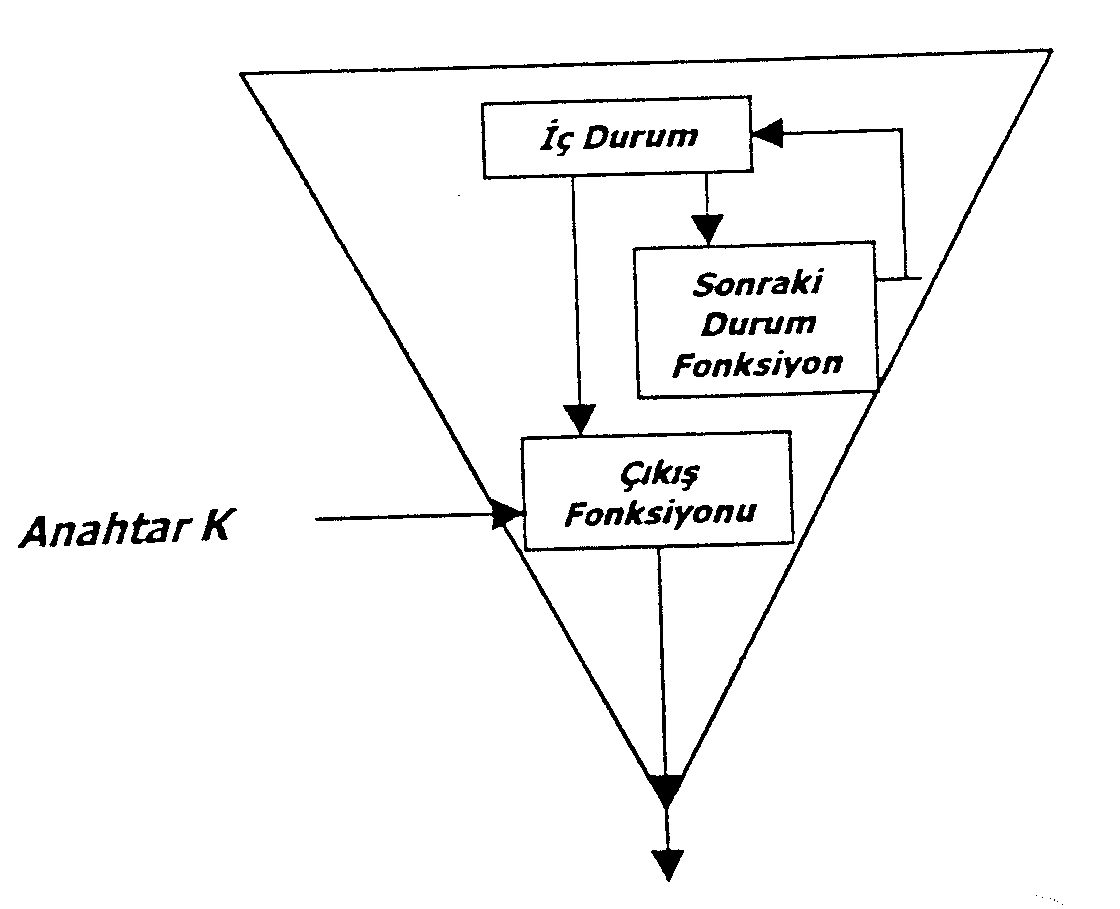 İç Durum
Sonraki
Durum
Fonksiyon
Çıkış
Fonksiyonu
Anahtar K